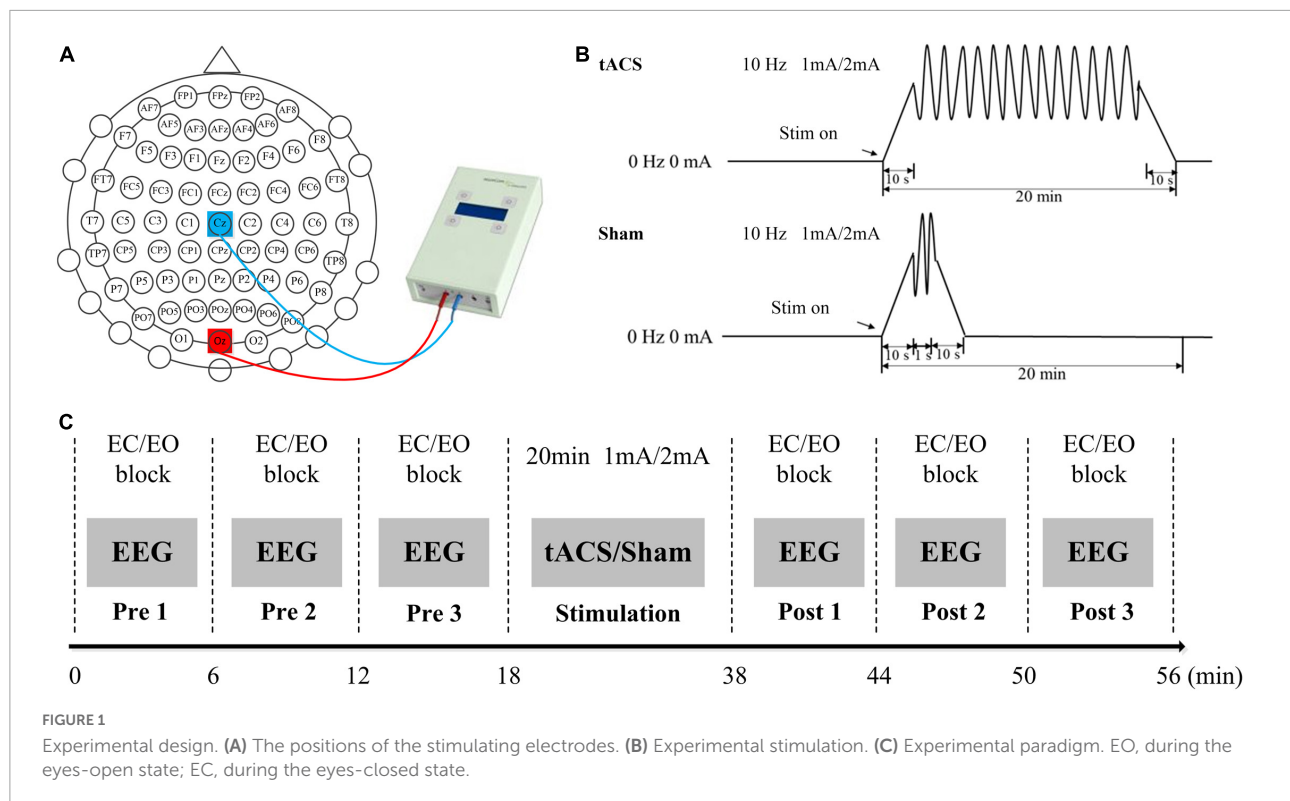 A
FP1 FPz FP2
AF7 AF8
AF5 AF3 AFz AF4 AF6
F7 F8
F5 F3 F1 Fz F2 F4 F6
FT7 FT8
FC5 FC3 FC1 FCz FC2 FC4 FC6
T7 C5 C3 C1 Cz C2 C4 C6 T8
TP7 CP5 CP3 CP1 CPz CP2 CP4 CP6 TP8
P7 P5 P3 P1 Pz P2 P4 P6 P8
PO7 PO5 PO3 POz PO4 PO6 PO8
O1 Oz O2
B
tACS 10 Hz 1mA/2mA
Stim on
0 Hz 0 mA
10 s 10 s
20 min
Sham 10 Hz 1mA/2mA
Stim on
0 Hz 0 mA
10 s 1 s 10 s
20 min
C
EC/EO EC/EO EC/EO 20min 1mA/2mA EC/EO EC/EO EC/EO
block block block block block block
EEG EEG EEG tACS/Sham EEG EEG EEG
Pre 1 Pre 2 Pre 3 Stimulation Post 1 Post 2 Post 3
0 6 12 18 38 44 50 56 (min)
FIGURE 1
Experimental design. (A) The positions of the stimulating electrodes. (B) Experimental stimulation. (C) Experimental paradigm. EO, during the
eyes-open state; EC, during the eyes-closed state.